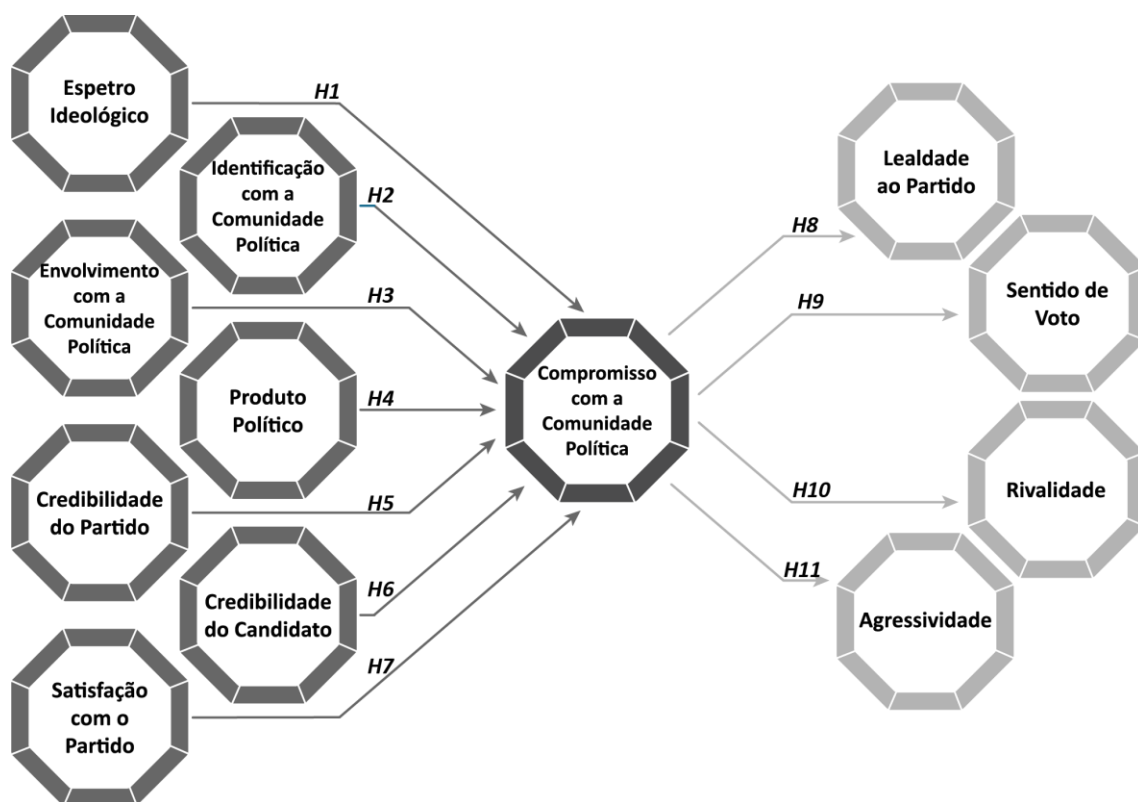 Espetro
Ideológico
H1
Identificação
com a
Comunidade
Política
H2
Envolvimento
com a
Comunidade
Política
H3
Produto
Político
H4
Credibilidade
do Partido
H5
Credibilidade
do Candidato
H6
Satisfação
com o
Partido
H7
Compromisso
com a
Comunidade
Política
H8
Lealdade
ao Partido
H9
Sentido de
Voto
H10
Rivalidade
H11
Agressividade